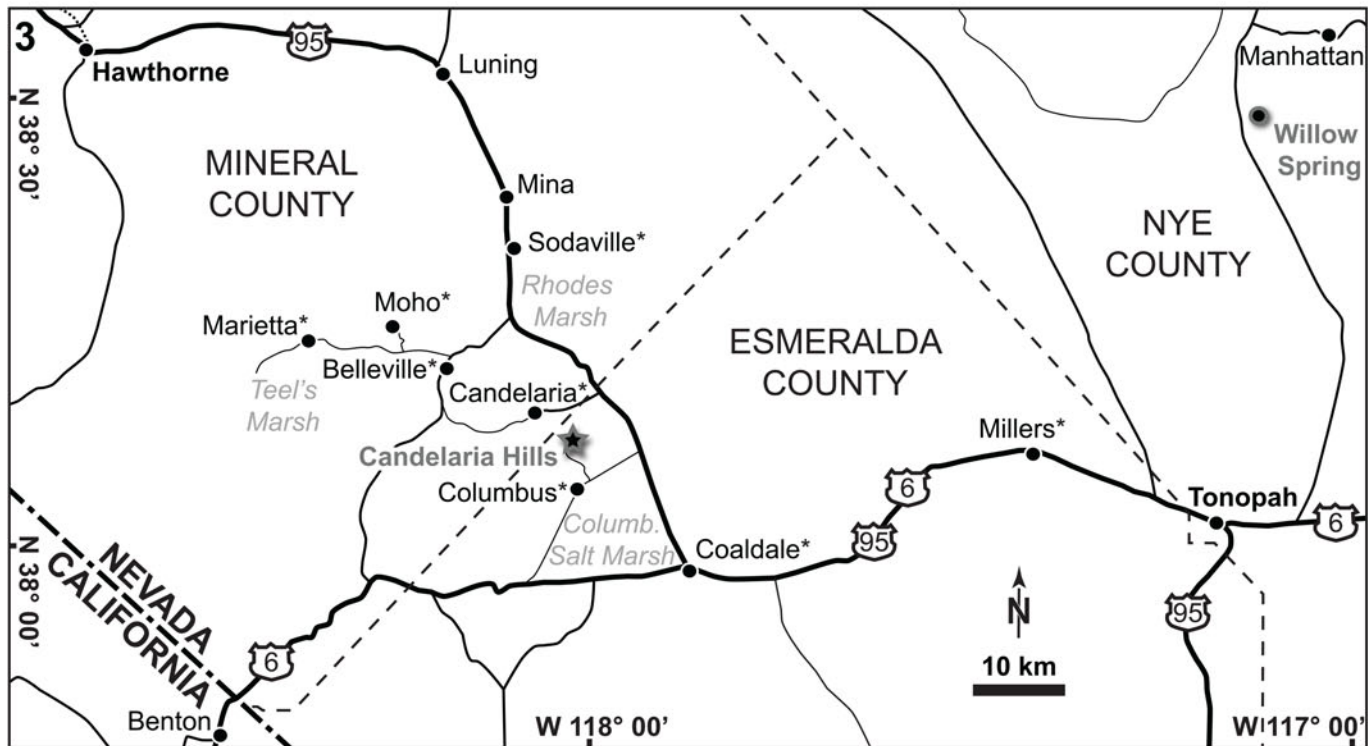 3
95
Hawthorne
Luning
Manhattan
N 38° 30’
MINERAL
COUNTY
Willow
Spring
Mina
Sodaville*
NYE
COUNTY
Rhodes
Marsh
Moho*
Marietta*
Belleville*
ESMERALDA
COUNTY
Teel’s
Marsh
Candelaria*
Candelaria Hills
Millers*
Columbus*
6
Tonopah
Columb.
Salt Marsh
95
6
Coaldale*
N 38° 00’
NEVADA
CALIFORNIA
N
95
6
10 km
Benton
W 118° 00’
W 117° 00’